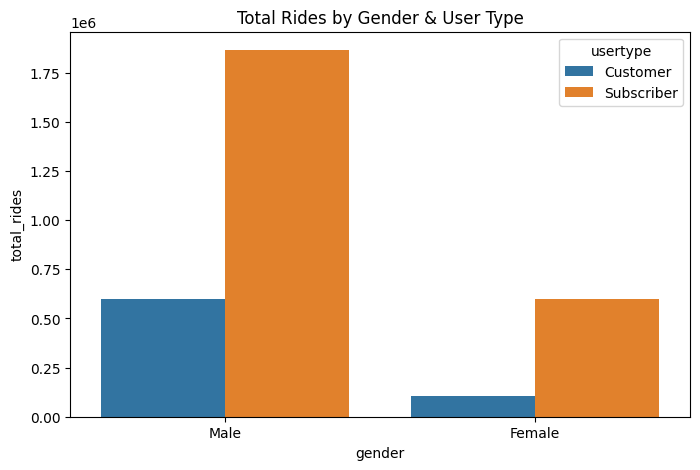 Total Rides by Gender & User Type
1e6
usertype
Customer
Subscriber
total_rides
1.75
1.50
1.25
1.00
0.75
0.50
0.25
0.00
Male
Female
gender